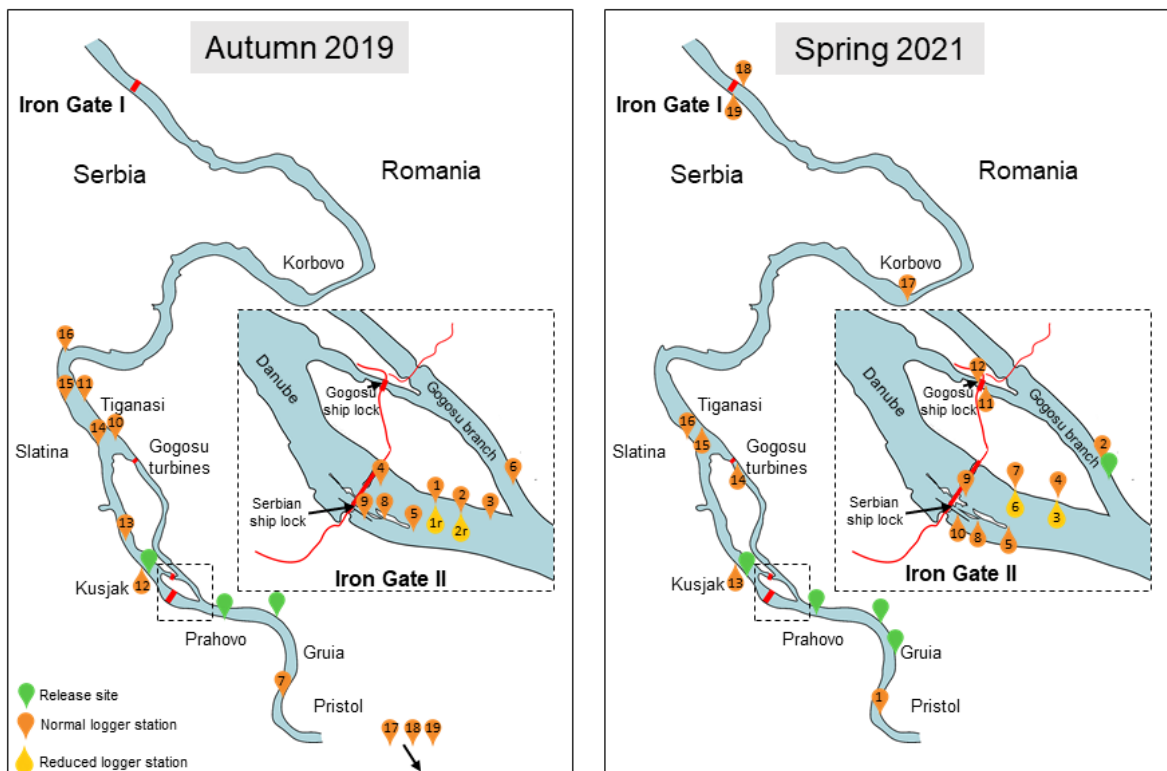 Autumn 2019
Iron Gate I
Serbia
Romania
Korbovo
16
15
11
Tiganasi
10
14
Slatina
Gogosu
turbines
13
Kusjak
12
Prahovo
Gruia
7
Pristol
17
18
19
Danube
Gogosu
ship lock
Gogosu branch
6
4
1
2
3
9
8
5
1r
2r
Serbian
ship lock
Iron Gate II
Release site
Normal logger station
Reduced logger station
Spring 2021
18
Iron Gate I
19
Serbia
Romania
Korbovo
17
Tiganasi
16
15
Slatina
Gogosu
turbines
14
Kusjak
13
Prahovo
Gruia
1
Pristol
Danube
12
Gogosu
ship lock
11
Gogosu branch
2
9
7
4
6
3
Serbian
ship lock
10
8
5
Iron Gate II